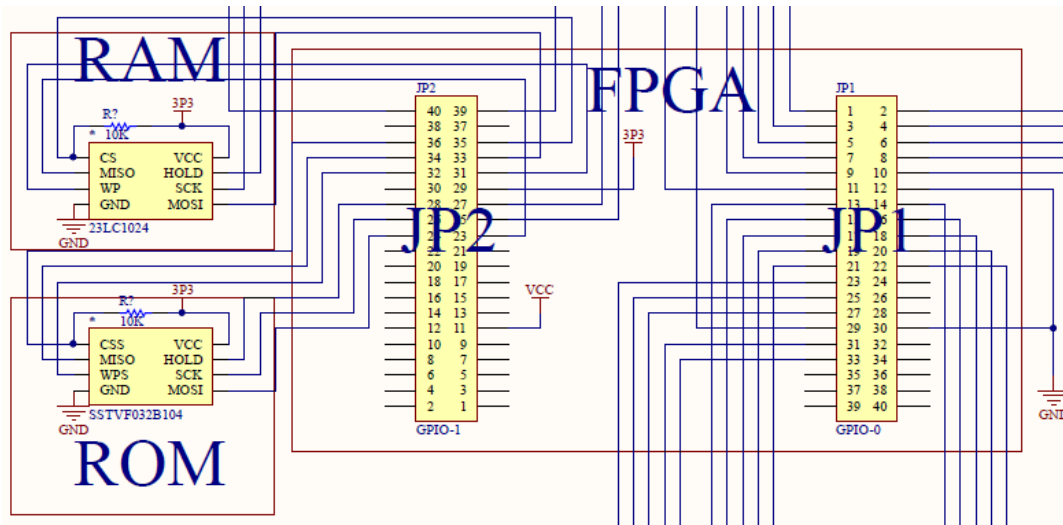 RAM
3P3
R?
10K
*
CS VCC
MISO HOLD
WP SCK
GND MOSI
23LC1024
GND
3P3
R?
10K
*
CSS VCC
MISO HOLD
WPS SCK
GND MOSI
SSTVF032B104
GND
ROM
FPGA
JP2
40 39
38 37
36 35
34 33
32 31
30 29
28 27
23
21
20 19
18 17
16 15
14 13
12 11
10 9
8 7
6 5
4 3
2 1
JP2
GPIO-1
3P3
VCC
JP1
1 2
3 4
5 6
7 8
9 10
11 12
13 14
18
20
21 22
23 24
25 26
27 28
29 30
31 32
33 34
35 36
37 38
39 40
JP1
GPIO-0